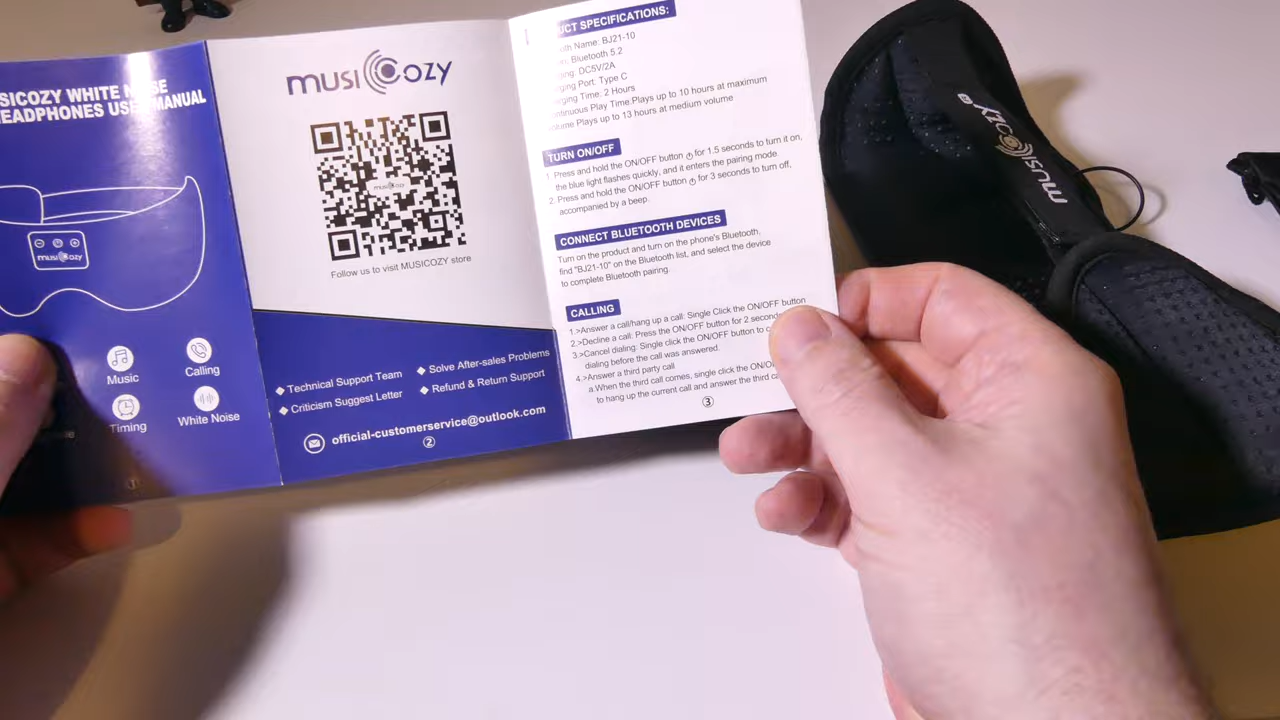 WHITE NOISE
USER MANUAL
musiCozy
Music
Calling
Timing
White Noise
①
musiCozy
musiCozy
Follow us to visit MUSICOZY store
◆ Technical Support Team
◆ Solve After-sales Problems
◆ Criticism Suggest Letter
◆ Refund & Return Support
official-customerservice@outlook.com
②
SPECIFICATIONS:
Name: BJ21-10
Bluetooth 5.2
DC5V/2A
Port: Type C
Time: 2 Hours
Play Time:Plays up to 10 hours at maximum
Plays up to 13 hours at medium volume
TURN ON/OFF
1. Press and hold the ON/OFF button for 1.5 seconds to turn it on,
the blue light flashes quickly, and it enters the pairing mode.
2. Press and hold the ON/OFF button for 3 seconds to turn off,
accompanied by a beep.
CONNECT BLUETOOTH DEVICES
Turn on the product and turn on the phone's Bluetooth,
find "BJ21-10" on the Bluetooth list, and select the device
to complete Bluetooth pairing.
CALLING
1.>Answer a call/hang up a call: Single Click the ON/OFF button
2.>Decline a call: Press the ON/OFF button for 2
3.>Cancel dialing: Single click the ON/OFF button to
dialing before the call was answered.
4.>Answer a third party call
a.When the third call comes, single click the
to hang up the current call and answer the third
③
musiCozy